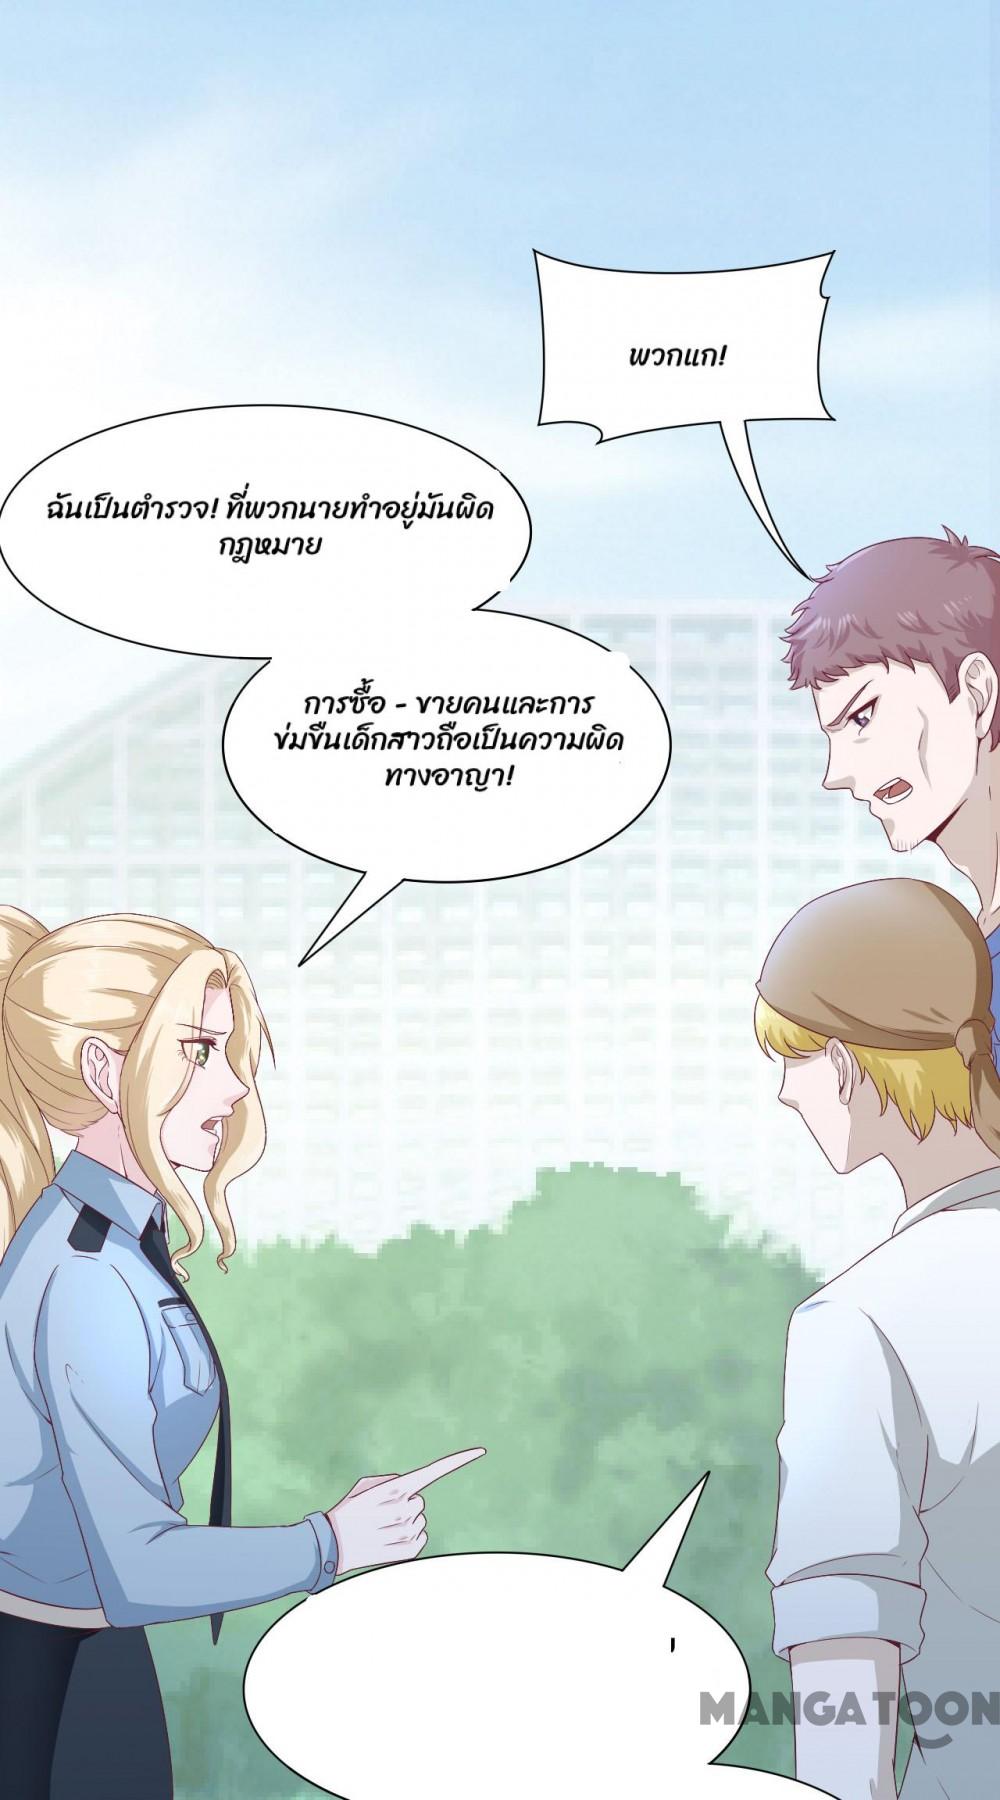 พวกแก!
ฉันเป็นตำรวจ! ที่พวกนายทำอยู่มันผิด
กฎหมาย
การซื้อ - ขายคนและการ
ข่มขืนเด็กสาวถือเป็นความผิด
ทางอาญา!
MANGATOON